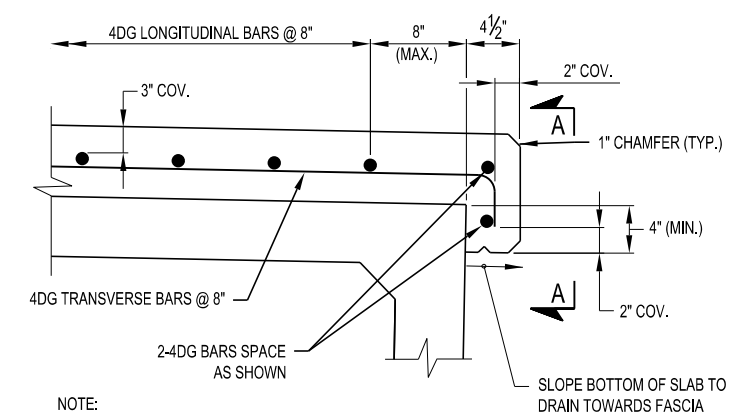 4DG LONGITUDINAL BARS @ 8"
8"
(MAX.)
4½"
2" COV.
3" COV.
A
1" CHAMFER (TYP.)
4" (MIN.)
4DG TRANSVERSE BARS @ 8"
A
2" COV.
2-4DG BARS SPACE
AS SHOWN
SLOPE BOTTOM OF SLAB TO
DRAIN TOWARDS FASCIA
NOTE: